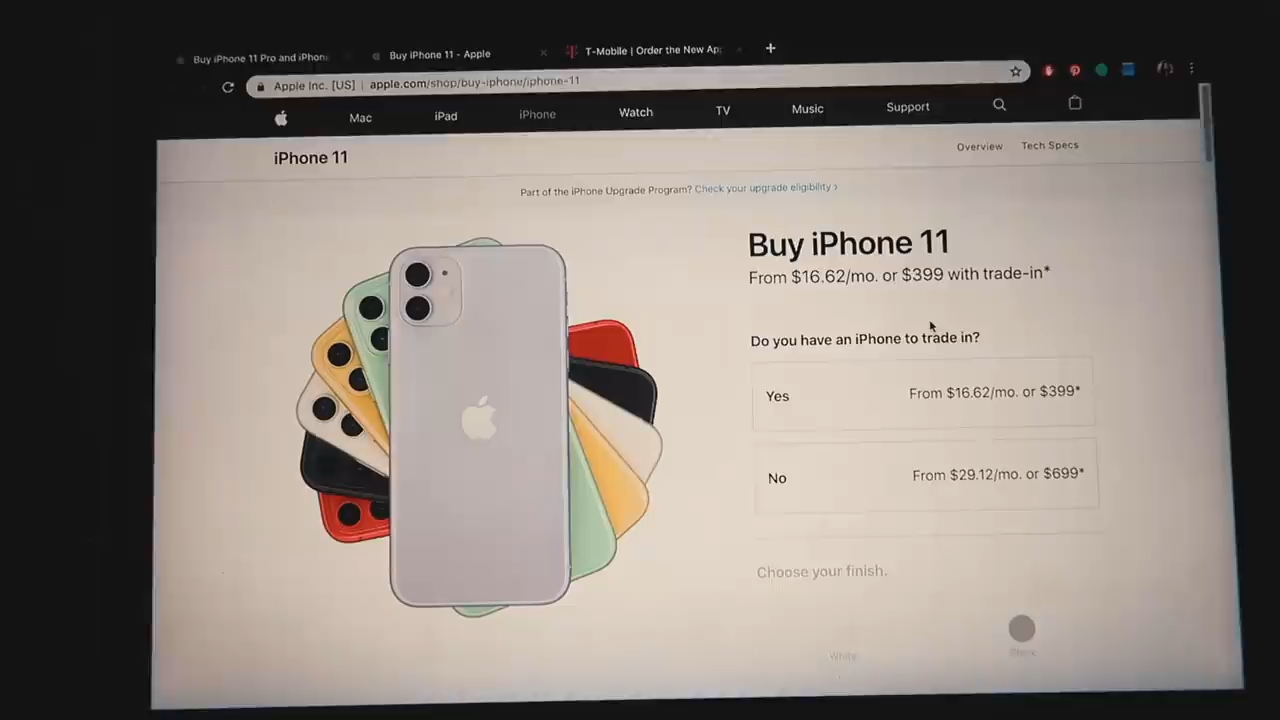 Buy iPhone 11 Pro and iPhon
Buy iPhone 11 - Apple
T-Mobile | Order the New Ap
Apple Inc. [US] | apple.com/shop/buy-iphone/iphone-11
Mac iPad iPhone Watch TV Music Support
iPhone 11
Overview Tech Specs
Part of the iPhone Upgrade Program? Check your upgrade eligibility >
Buy iPhone 11
From $16.62/mo. or $399 with trade-in*
Do you have an iPhone to trade in?
Yes From $16.62/mo. or $399*
No From $29.12/mo. or $699*
Choose your finish.
White